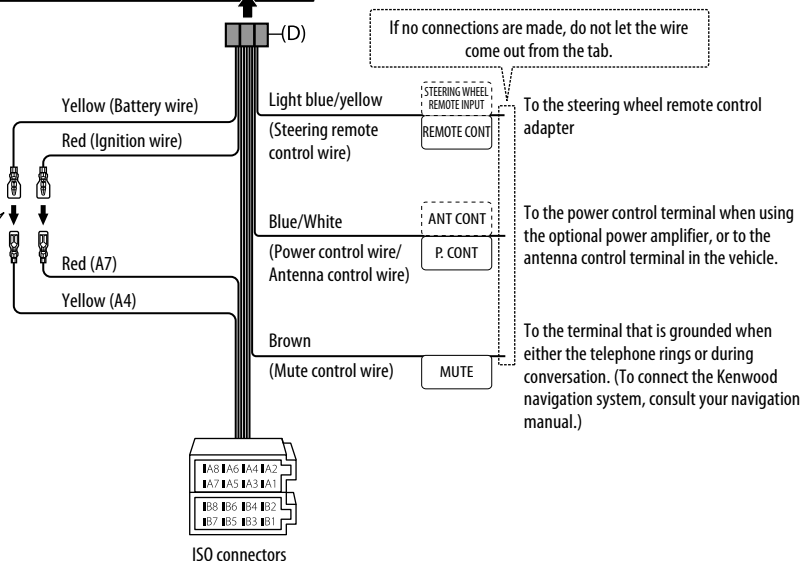 (D)
If no connections are made, do not let the wire
come out from the tab.
Yellow (Battery wire)
Red (Ignition wire)
Light blue/yellow
(Steering remote
control wire)
STEERING WHEEL
REMOTE INPUT
REMOTE CONT
To the steering wheel remote control
adapter
Blue/White
(Power control wire/
Antenna control wire)
ANT CONT
P. CONT
To the power control terminal when using
the optional power amplifier, or to the
antenna control terminal in the vehicle.
Red (A7)
Yellow (A4)
Brown
(Mute control wire)
MUTE
To the terminal that is grounded when
either the telephone rings or during
conversation. (To connect the Kenwood
navigation system, consult your navigation
manual.)
A8 A6 A4 A2
A7 A5 A3 A1
B8 B6 B4 B2
B7 B5 B3 B1
ISO connectors